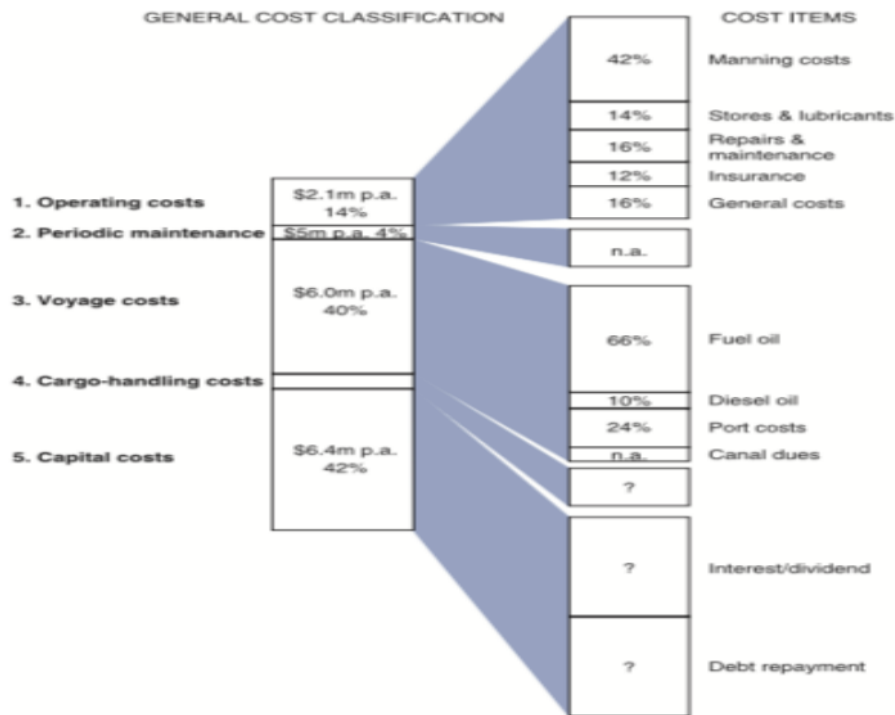 GENERAL COST CLASSIFICATION
COST ITEMS
1. Operating costs
$2.1m p.a.
14%
2. Periodic maintenance
$5m p.a. 4%
3. Voyage costs
$6.0m p.a.
40%
4. Cargo-handling costs
5. Capital costs
$6.4m p.a.
42%
42%
Manning costs
14%
Stores & lubricants
16%
Repairs &
maintenance
12%
Insurance
16%
General costs
n.a.
66%
Fuel oil
10%
Diesel oil
24%
Port costs
n.a.
Canal dues
?
?
Interest/dividend
?
Debt repayment